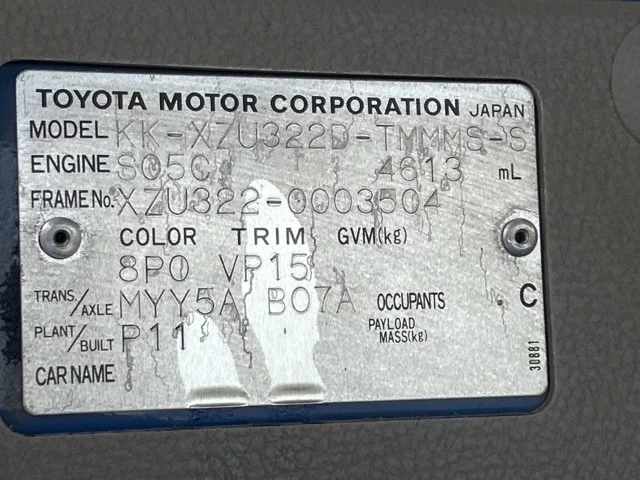 TOYOTA MOTOR CORPORATION JAPAN
MODEL KK-XZU322D-TMMMS-S
ENGINE S05C 4613 mL
FRAME No. XZU322-0003504
COLOR TRIM GVM(kg)
8P0 VP15
TRANS./AXLE MYY5A B07A OCCUPANTS C
PLANT/BUILT P11 PAYLOAD MASS(kg)
CAR NAME
30881